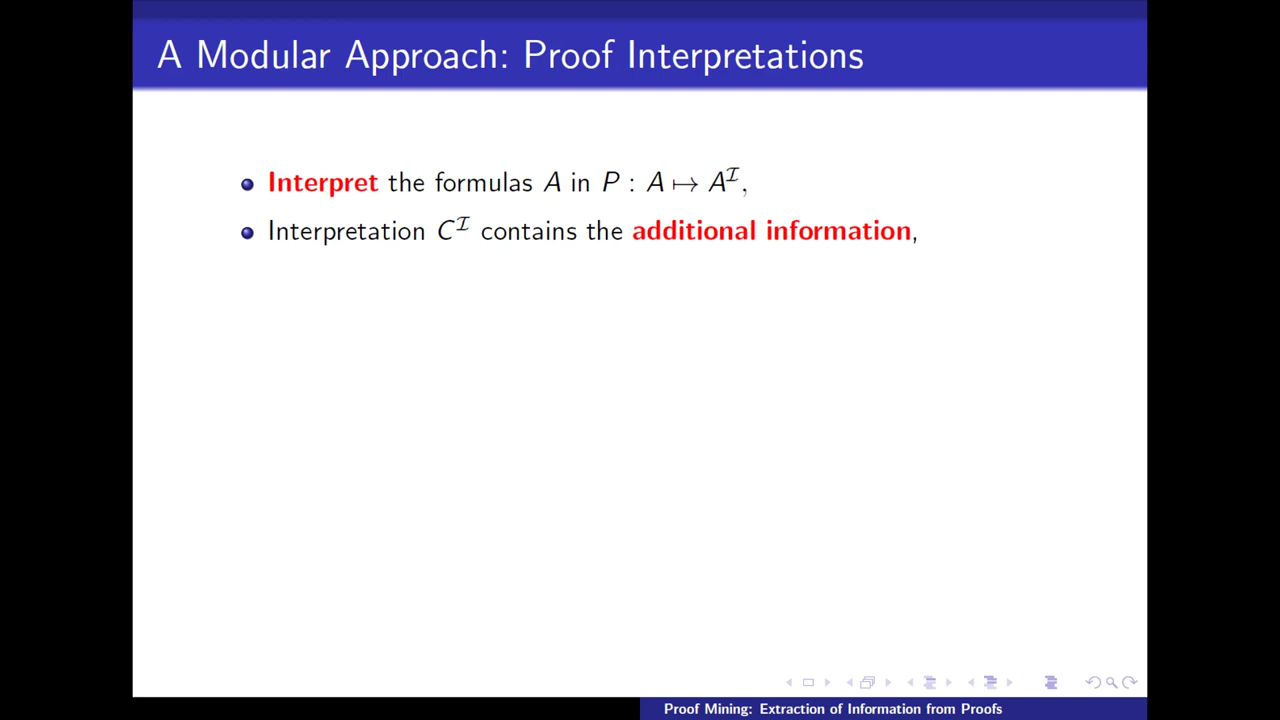 A Modular Approach: Proof Interpretations
Interpret the formulas A in P : A ↦ A^ℐ,
Interpretation C^ℐ contains the additional information,
Proof Mining: Extraction of Information from Proofs